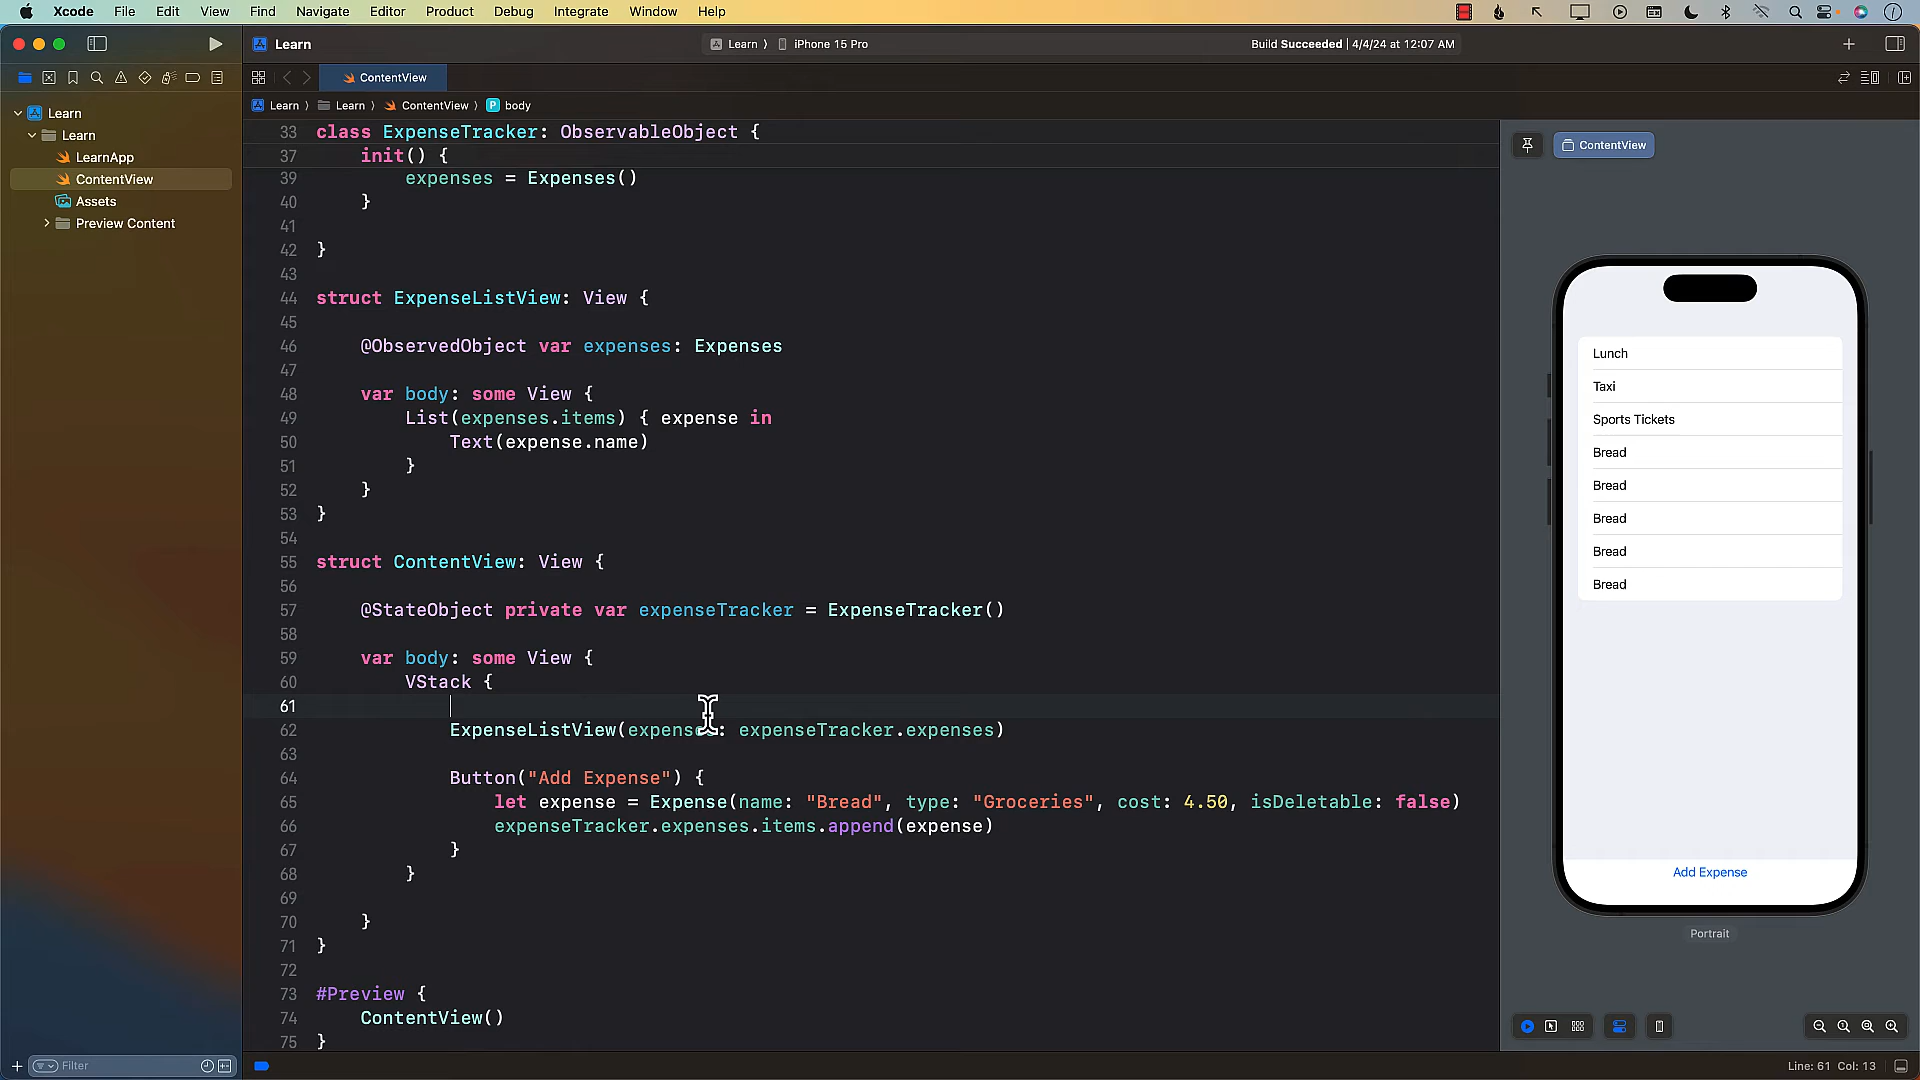 Xcode File Edit View Find Navigate Editor Product Debug Integrate Window Help
Learn
Learn 〉 iPhone 15 Pro
Build Succeeded | 4/4/24 at 12:07 AM
ContentView
Learn 〉 Learn 〉 ContentView 〉 P body
Learn
Learn
LearnApp
ContentView
Assets
Preview Content
33 class ExpenseTracker: ObservableObject {
37 init() {
39 expenses = Expenses()
40 }
41
42 }
43
44 struct ExpenseListView: View {
45
46 @ObservedObject var expenses: Expenses
47
48 var body: some View {
49 List(expenses.items) { expense in
50 Text(expense.name)
51 }
52 }
53 }
54
55 struct ContentView: View {
56
57 @StateObject private var expenseTracker = ExpenseTracker()
58
59 var body: some View {
60 VStack {
61
62 ExpenseListView(expenses: expenseTracker.expenses)
63
64 Button("Add Expense") {
65 let expense = Expense(name: "Bread", type: "Groceries", cost: 4.50, isDeletable: false)
66 expenseTracker.expenses.items.append(expense)
67 }
68 }
69
70 }
71 }
72
73 #Preview {
74 ContentView()
75 }
ContentView
Lunch
Taxi
Sports Tickets
Bread
Bread
Bread
Bread
Bread
Add Expense
Portrait
Filter
Line: 61 Col: 13